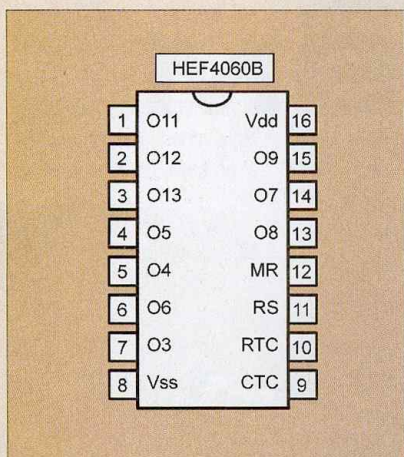 HEF4060B
1 O11 Vdd 16
2 O12 O9 15
3 O13 O7 14
4 O5 O8 13
5 O4 MR 12
6 O6 RS 11
7 O3 RTC 10
8 Vss CTC 9